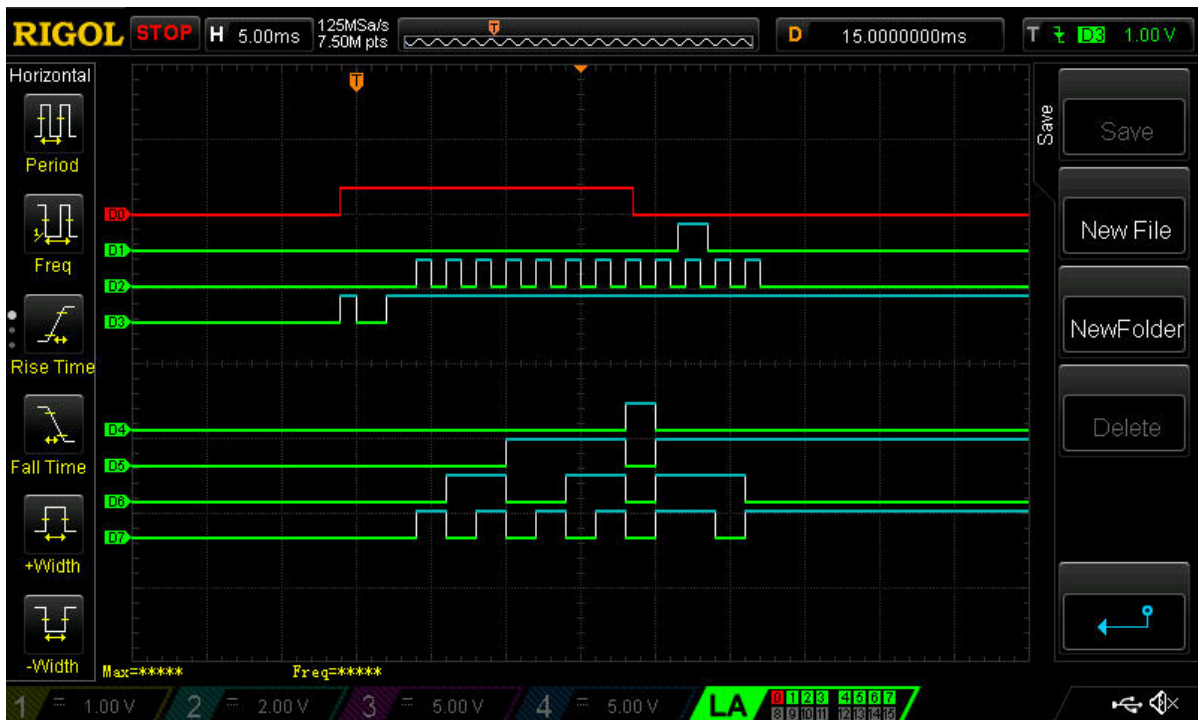 RIGOL STOP H 5.00ms 125MSa/s 7.50M pts T D 15.0000000ms T D3 1.00 V
Horizontal
T
Period
Freq
Rise Time
Fall Time
+Width
-Width
D0
D1
D2
D3
D4
D5
D6
D7
Max=***** Freq=*****
Save
Save
New File
NewFolder
Delete
1 = 1.00 V 2 = 2.00 V 3 = 5.00 V 4 = 5.00 V LA 0 1 2 3 4 5 6 7
8 9 10 11 12 13 14 15